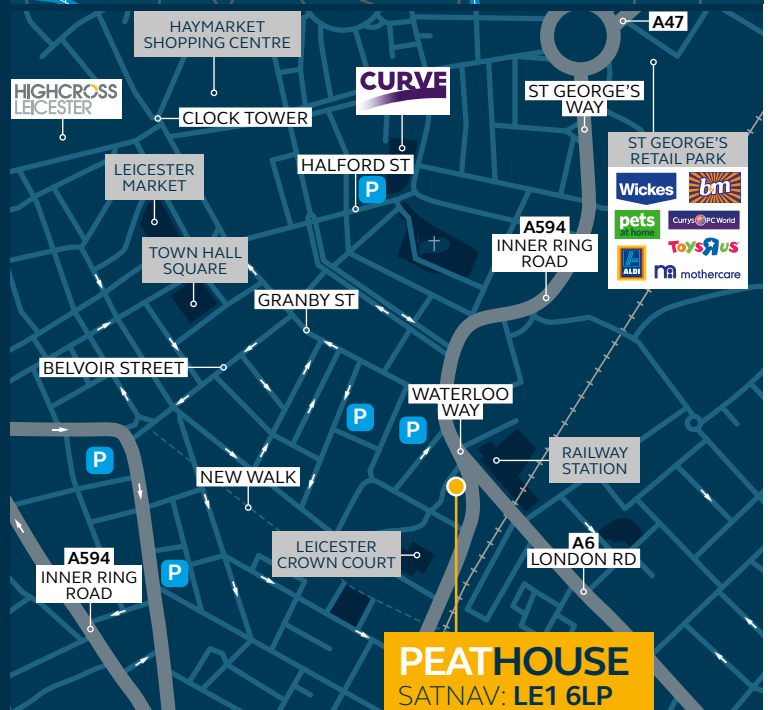 A47
HAYMARKET
SHOPPING CENTRE
HIGHCROSS
LEICESTER
CURVE
CLOCK TOWER
ST GEORGE'S
WAY
ST GEORGE'S
RETAIL PARK
Wickes
bm
pets
at home
Currys PC World
ToysRus
ALDI
mothercare
HALFORD ST
P
LEICESTER
MARKET
A594
INNER RING
ROAD
TOWN HALL
SQUARE
GRANBY ST
BELVOIR STREET
WATERLOO
WAY
P
P
P
RAILWAY
STATION
NEW WALK
LEICESTER
CROWN COURT
A6
LONDON RD
A594
INNER RING
ROAD
P
PEATHOUSE
SATNAV: LE1 6LP